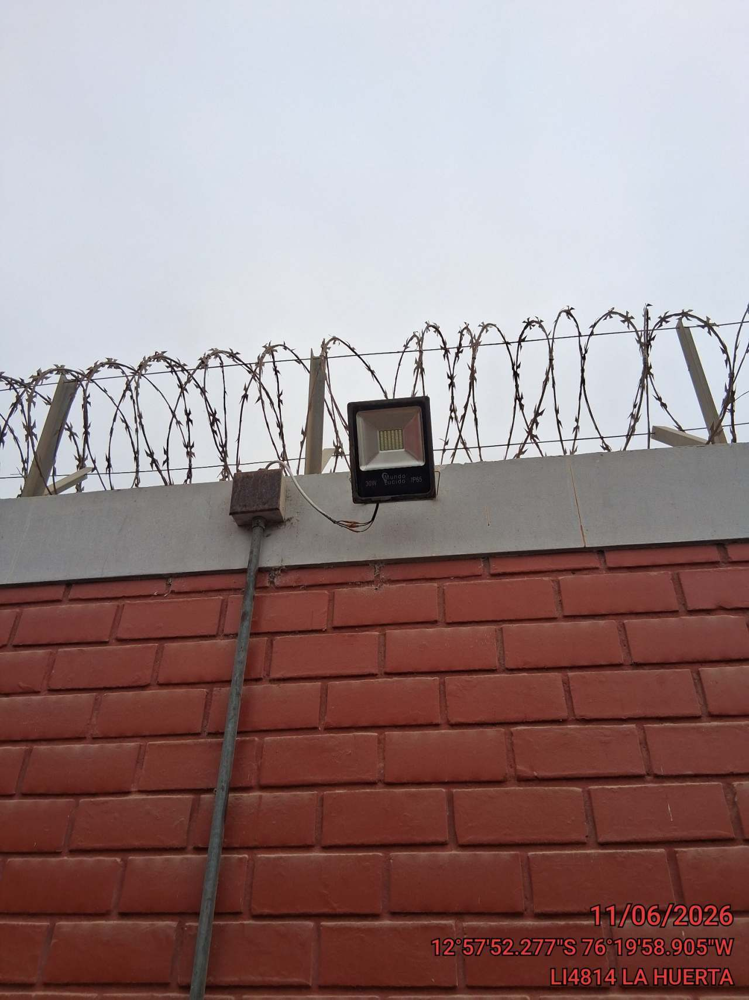 30W Mundo Lucido IP65
11/06/2026
12°57'52.277"S 76°19'58.905"W
LI4814 LA HUERTA